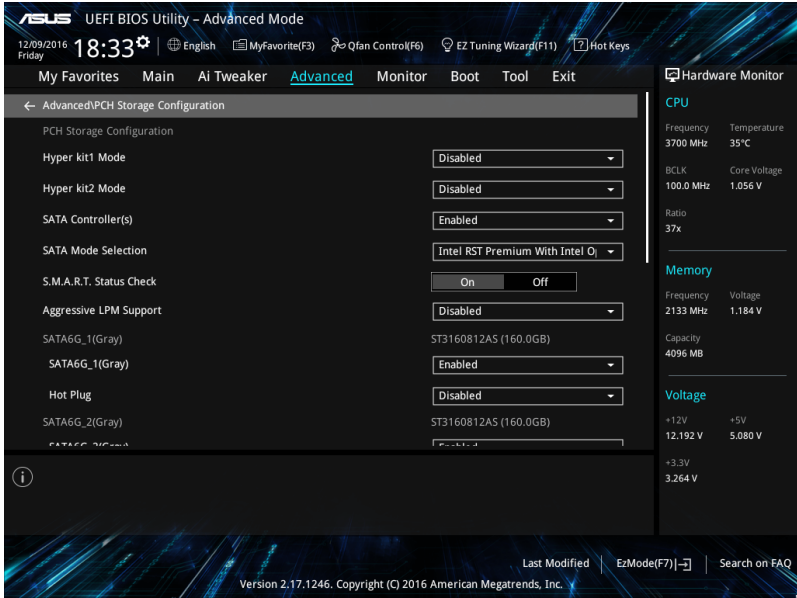 ASUS UEFI BIOS Utility – Advanced Mode
12/09/2016 Friday 18:33 English MyFavorite(F3) Qfan Control(F6) EZ Tuning Wizard(F11) ? Hot Keys
My Favorites Main Ai Tweaker Advanced Monitor Boot Tool Exit
← Advanced\PCH Storage Configuration
PCH Storage Configuration
Hyper kit1 Mode Disabled
Hyper kit2 Mode Disabled
SATA Controller(s) Enabled
SATA Mode Selection Intel RST Premium With Intel O
S.M.A.R.T. Status Check On Off
Aggressive LPM Support Disabled
SATA6G_1(Gray) ST3160812AS (160.0GB)
SATA6G_1(Gray) Enabled
Hot Plug Disabled
SATA6G_2(Gray) ST3160812AS (160.0GB)
Hardware Monitor
CPU
Frequency Temperature
3700 MHz 35°C
BCLK Core Voltage
100.0 MHz 1.056 V
Ratio
37x
Memory
Frequency Voltage
2133 MHz 1.184 V
Capacity
4096 MB
Voltage
+12V +5V
12.192 V 5.080 V
+3.3V
3.264 V
Last Modified EzMode(F7) Search on FAQ
Version 2.17.1246. Copyright (C) 2016 American Megatrends, Inc.